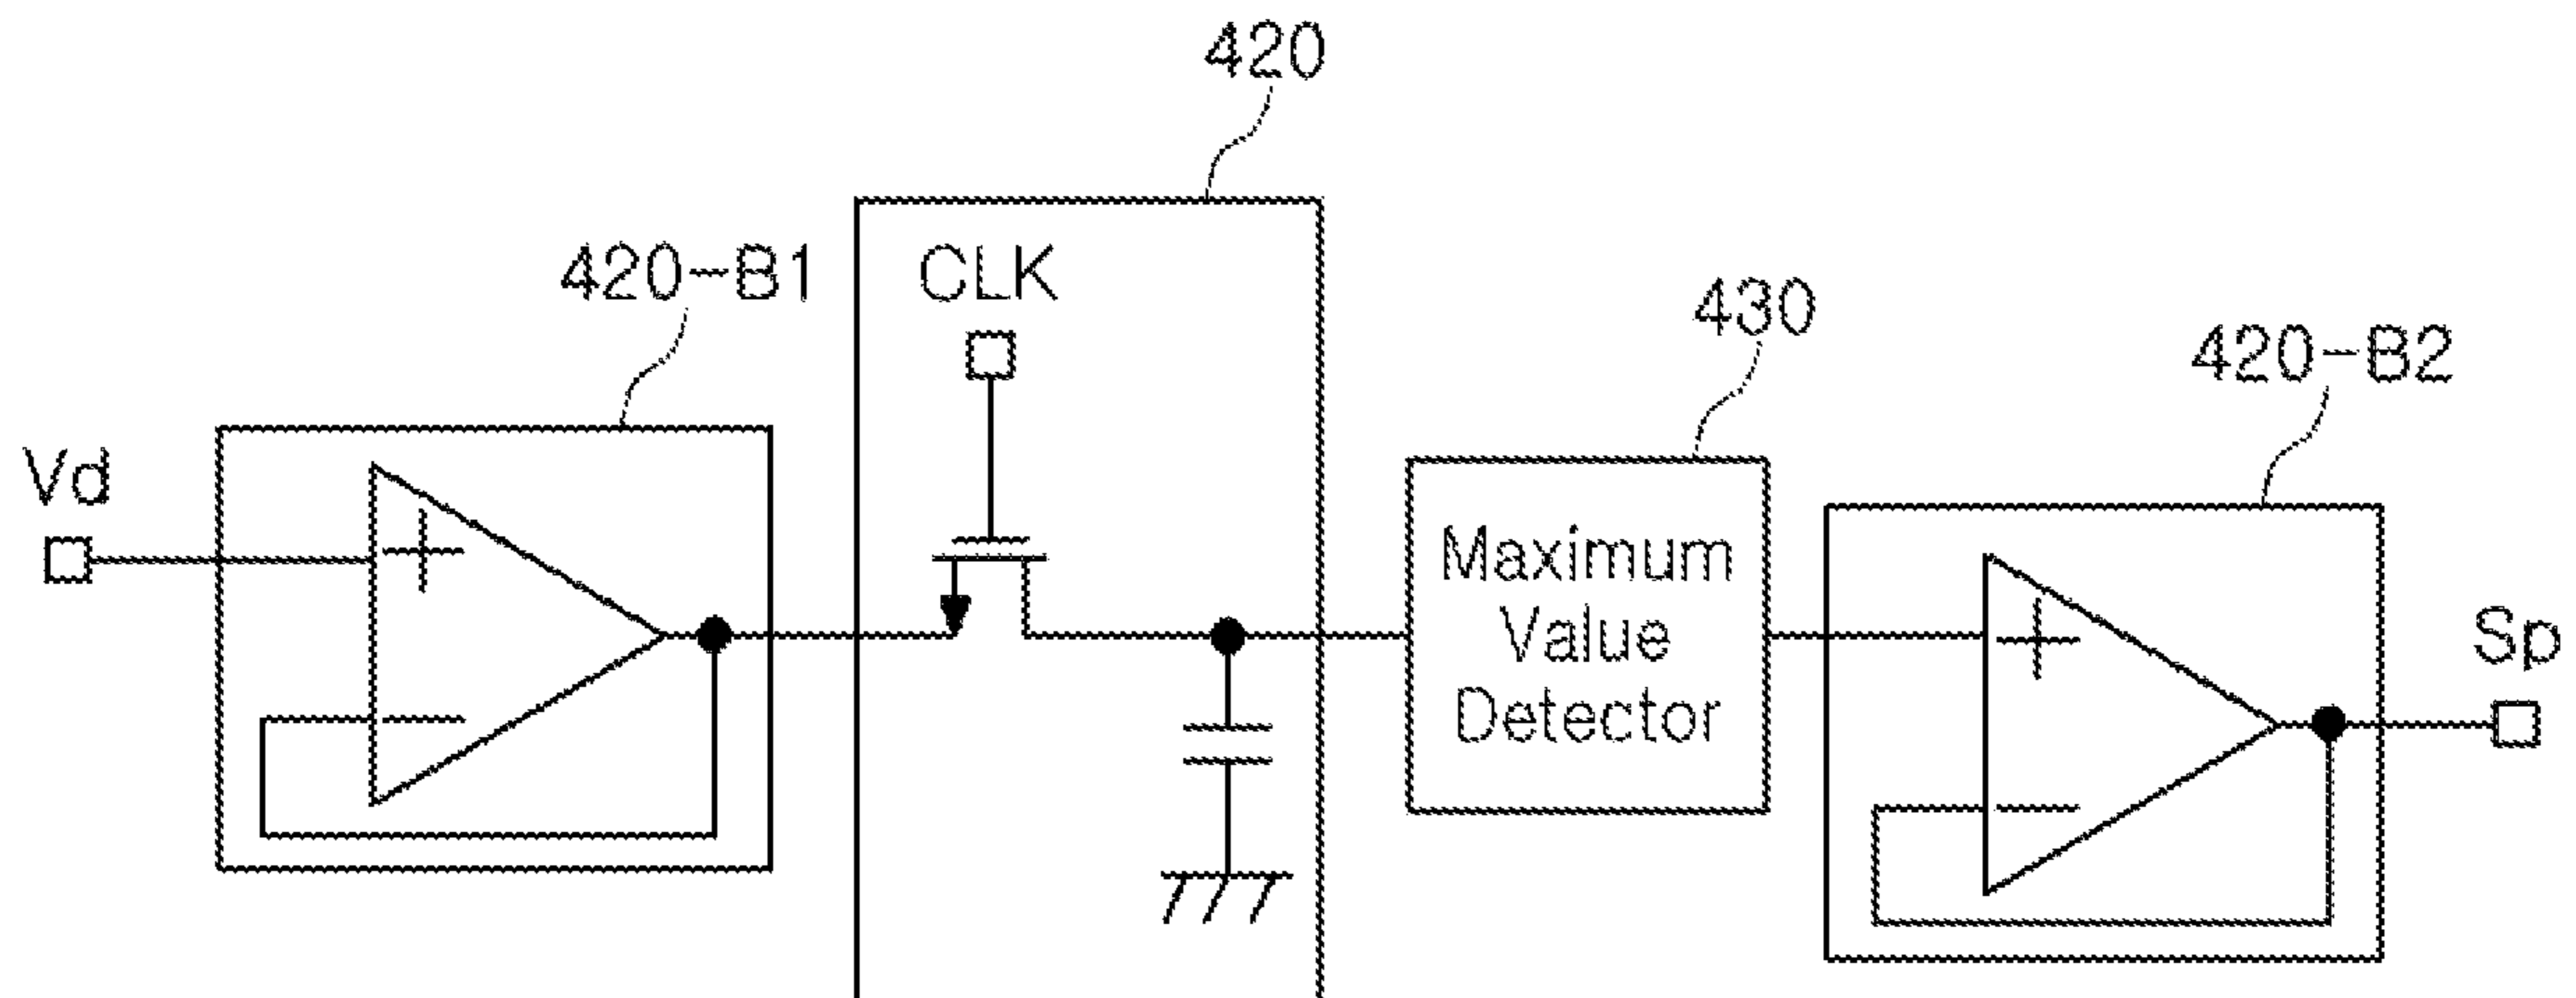 420
420-B1
CLK
430
420-B2
Vd
Maximum
Value
Detector
Sp